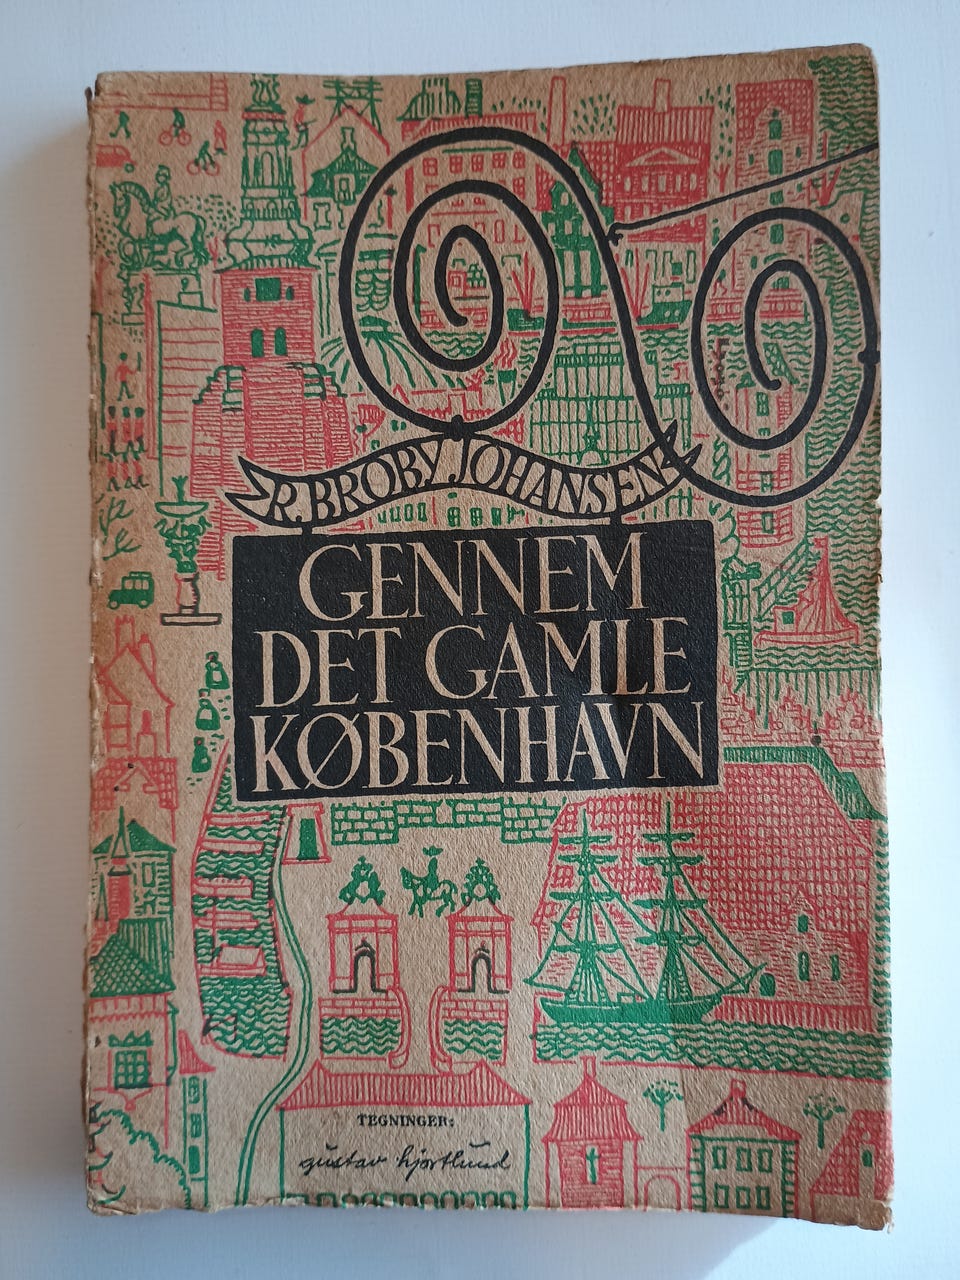 R. BROBY JOHANSEN
GENNEM
DET GAMLE
KØBENHAVN
TEGNINGER:
gustav hjortlund